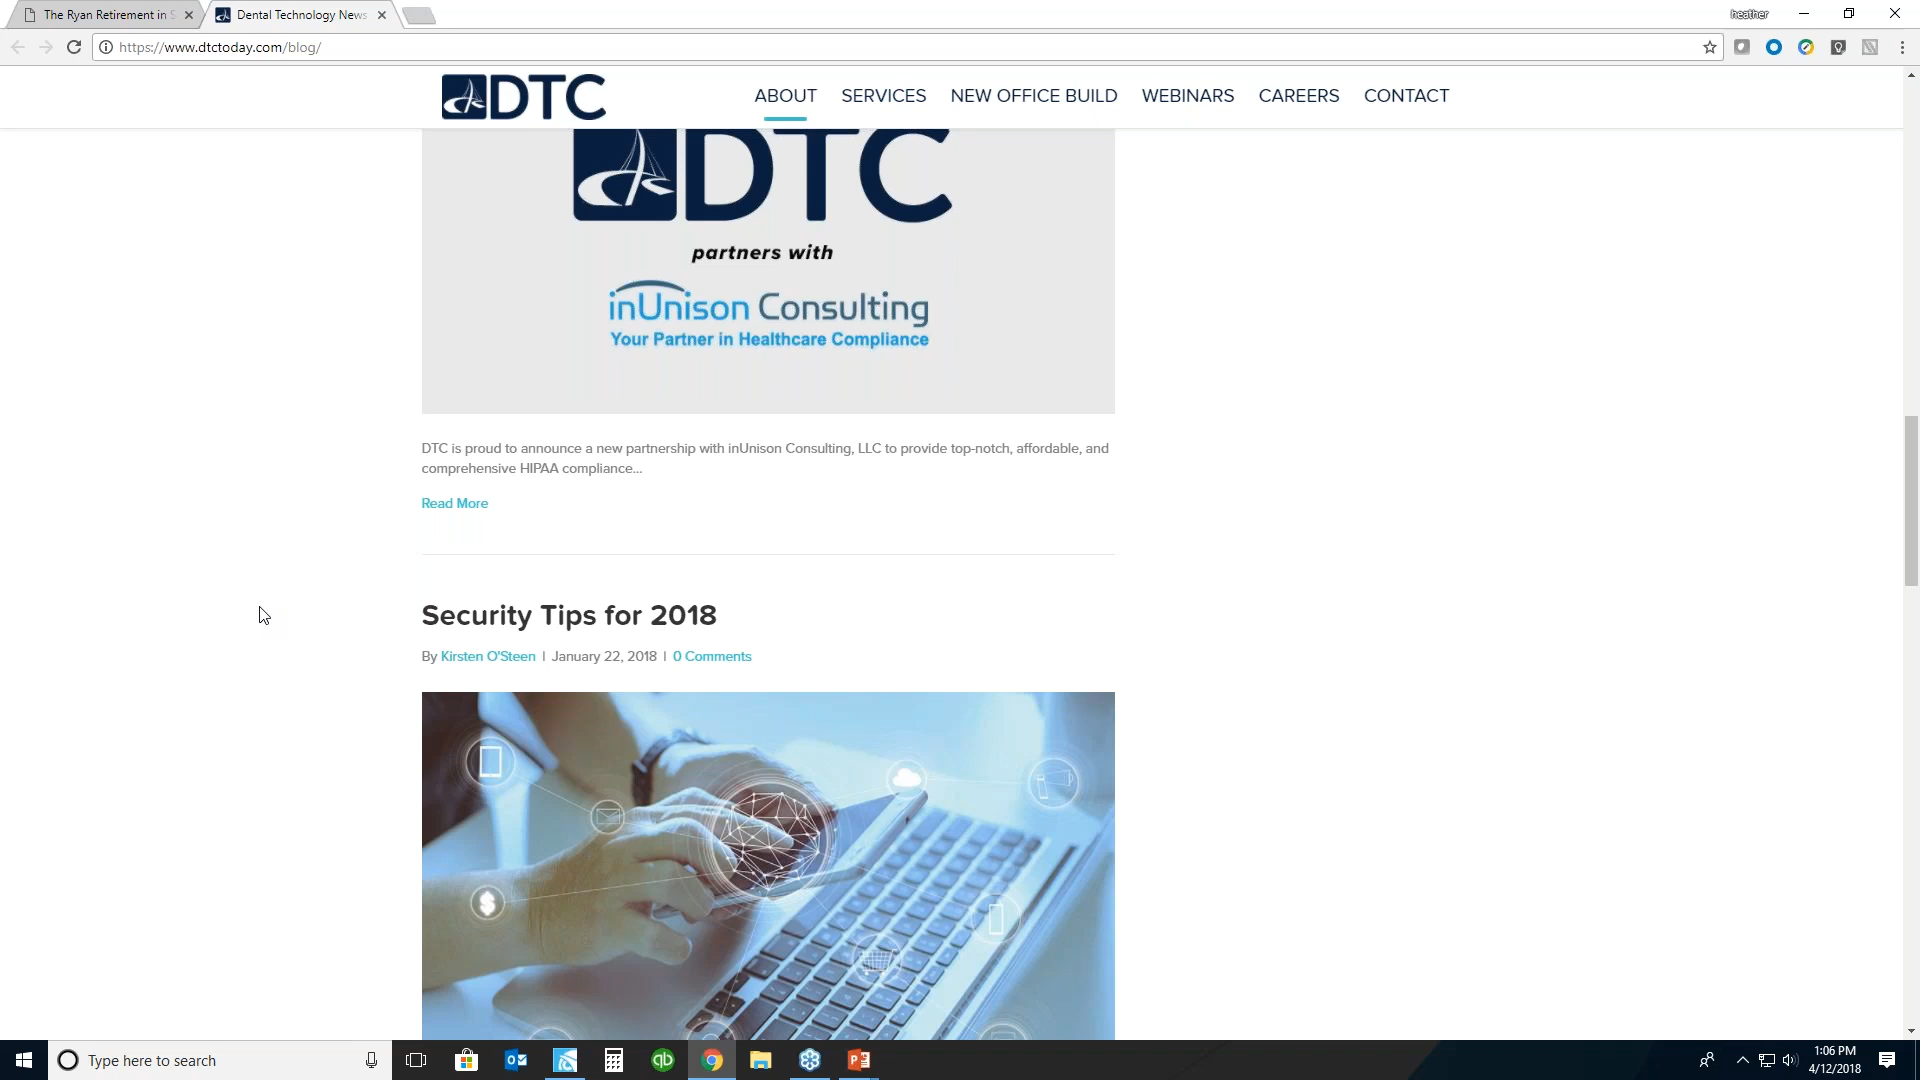 The Ryan Retirement in S
Dental Technology News
heather
https://www.dtctoday.com/blog/
DTC
ABOUT
SERVICES
NEW OFFICE BUILD
WEBINARS
CAREERS
CONTACT
DTC
partners with
inUnison Consulting
Your Partner in Healthcare Compliance
DTC is proud to announce a new partnership with inUnison Consulting, LLC to provide top-notch, affordable, and
comprehensive HIPAA compliance...
Read More
Security Tips for 2018
By Kirsten O'Steen | January 22, 2018 | 0 Comments
Type here to search
1:06 PM
4/12/2018